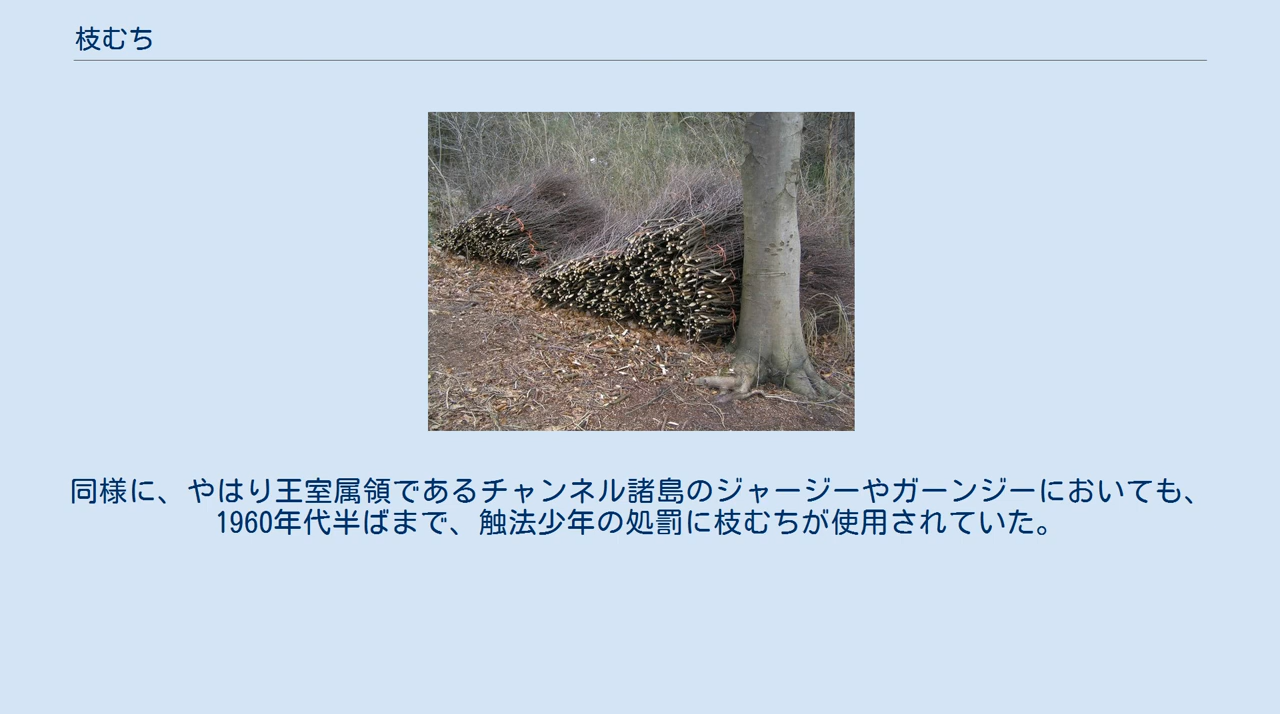 枝むち
同様に、やはり王室属領であるチャンネル諸島のジャージーやガーンジーにおいても、
1960年代半ばまで、触法少年の処罰に枝むちが使用されていた。